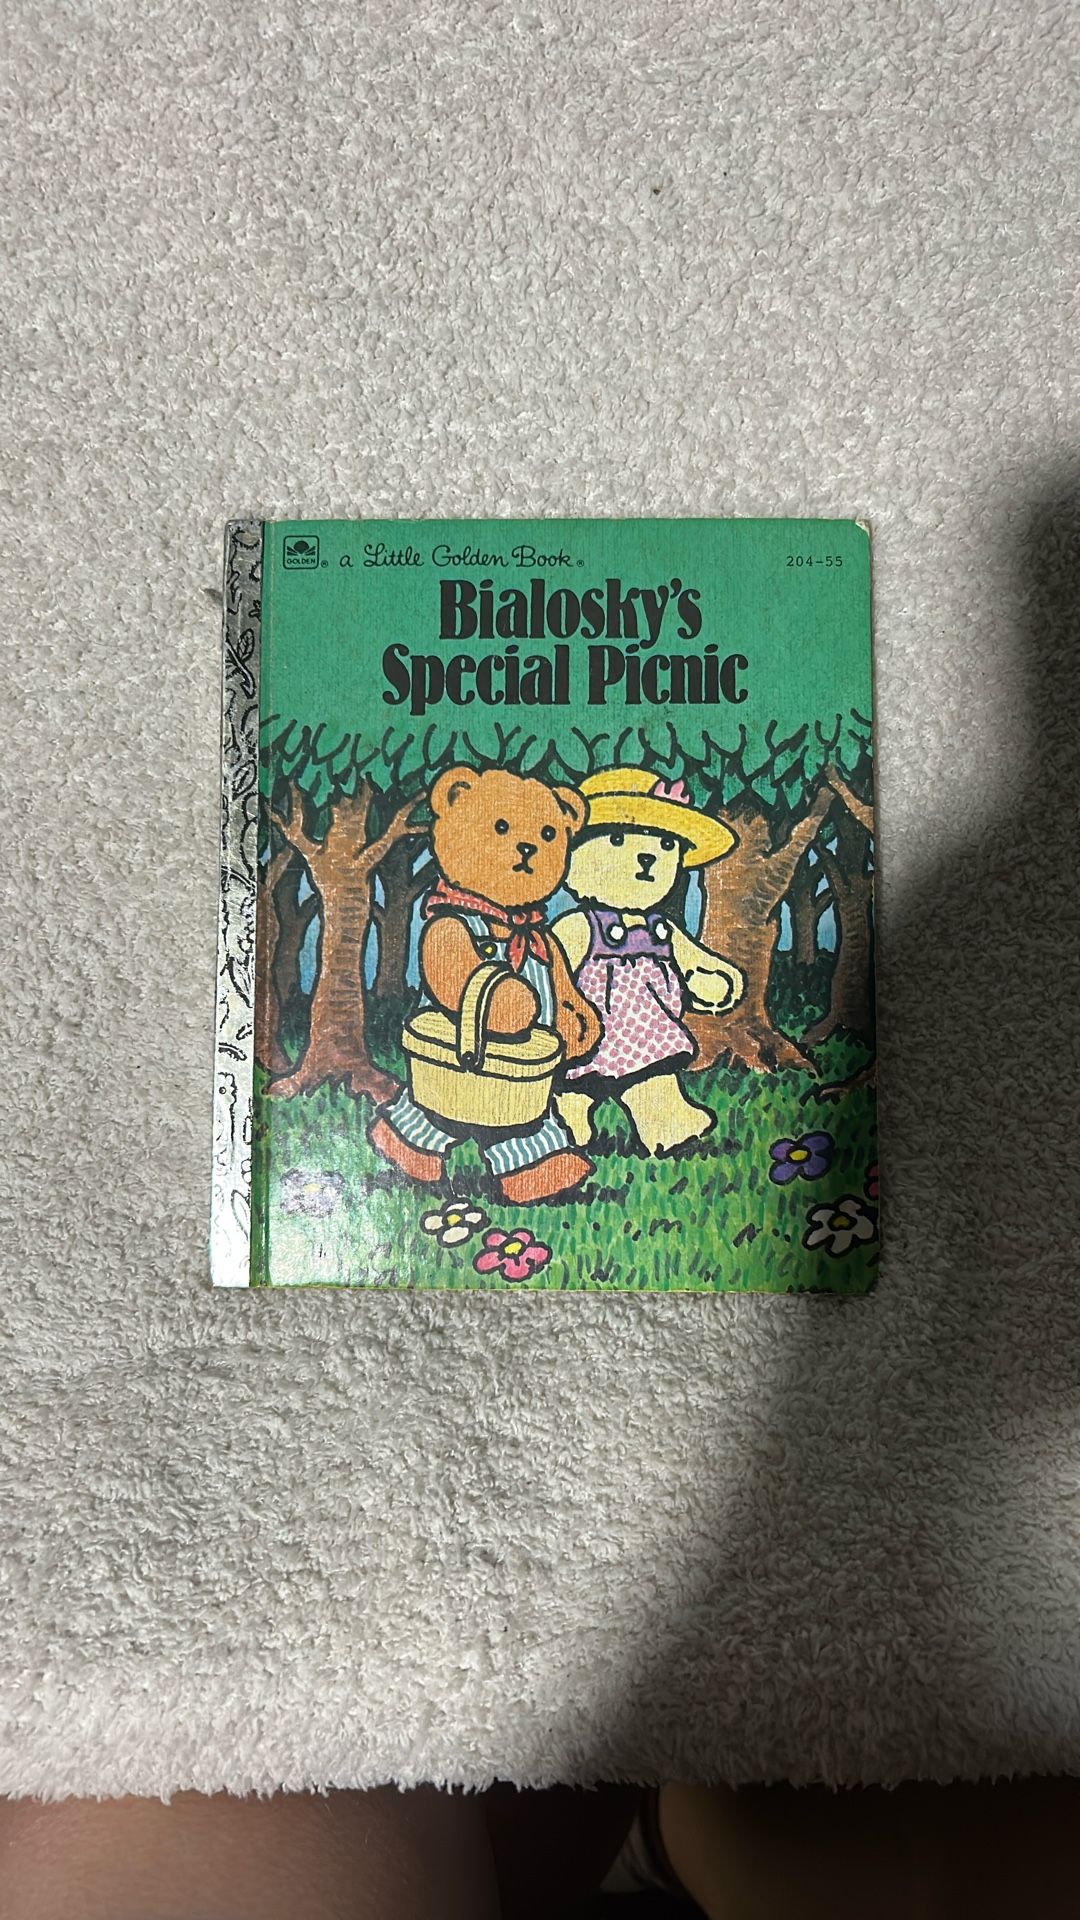 GOLDEN® a Little Golden Book® 204-55
Bialosky's
Special Picnic